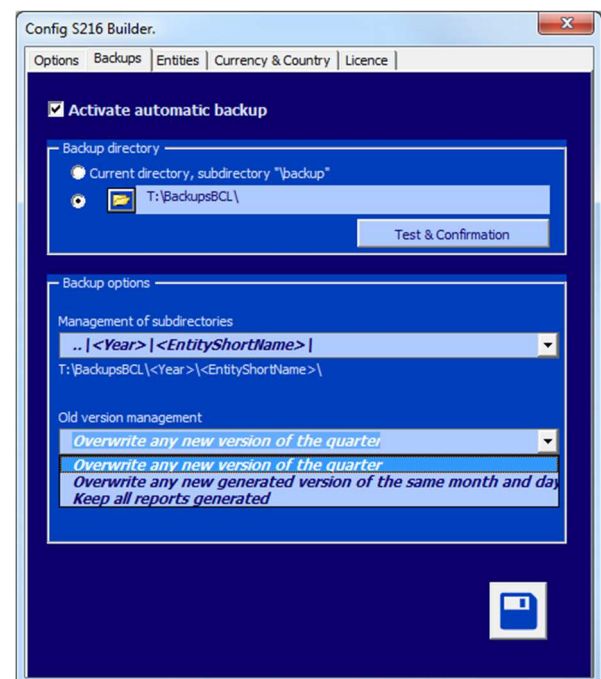 Config S216 Builder.
Options Backups Entities Currency & Country Licence
Activate automatic backup
Backup directory
Current directory, subdirectory "\backup"
T:\BackupsBCL\
Test & Confirmation
Backup options
Management of subdirectories
..|<Year>|<EntityShortName>|
T:\BackupsBCL\<Year>\<EntityShortName>\
Old version management
Overwrite any new version of the quarter
Overwrite any new version of the quarter
Overwrite any new generated version of the same month and day
Keep all reports generated